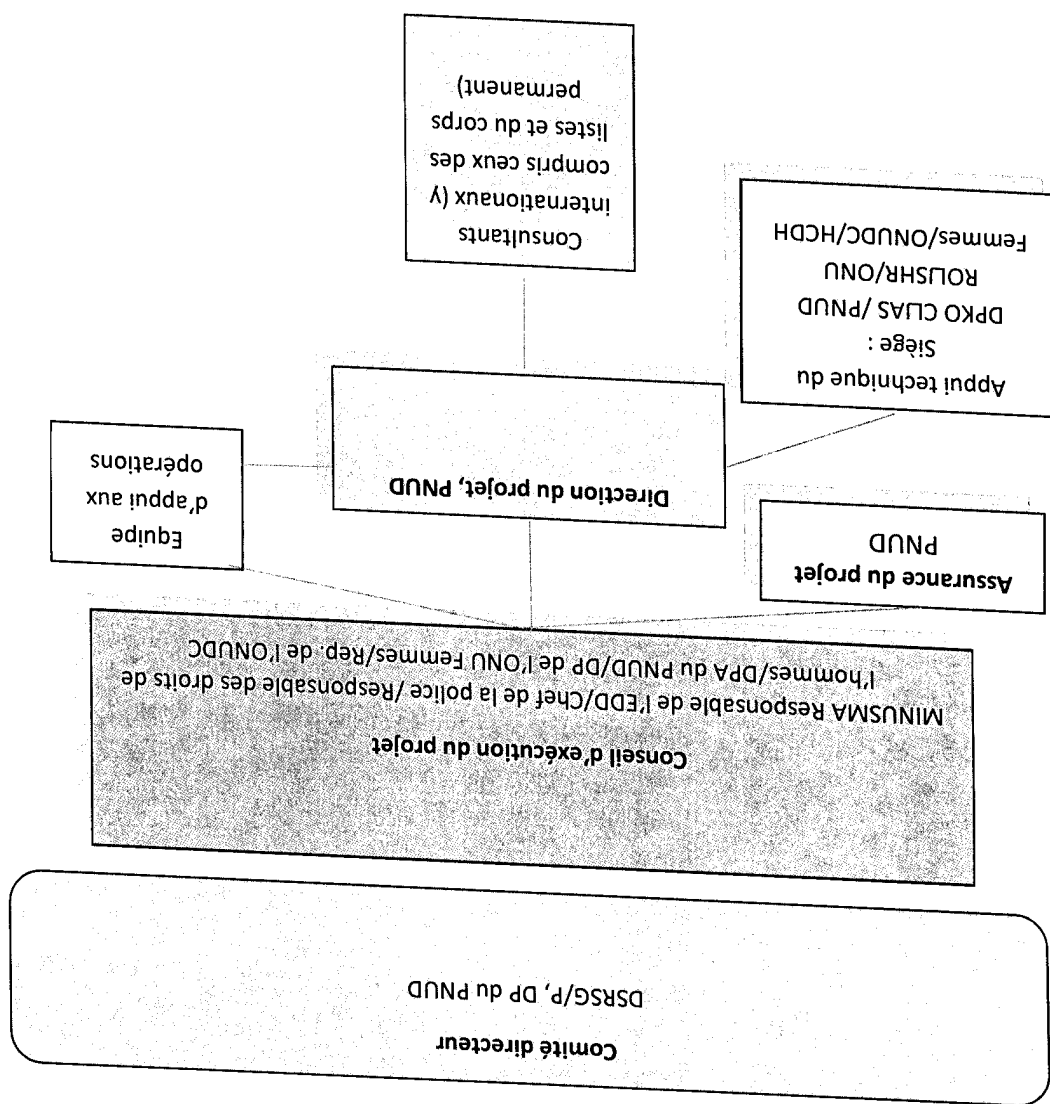 Comité directeur
DSRSG/P, DP du PNUD
Conseil d'exécution du projet
MINUSMA Responsable de l'EDD/Chef de la police /Responsable des droits de
l'hommes/DPA du PNUD/DP de l'ONU Femmes/Rep. de l'ONUDC
Assurance du projet
PNUD
Direction du projet, PNUD
Equipe
d'appui aux
opérations
Appui technique du
Siège :
DPKO CLJAS /PNUD
ROLJSHR/ONU
Femmes/ONUDC/HCDH
Consultants
internationaux (y
compris ceux des
listes et du corps
permanent)